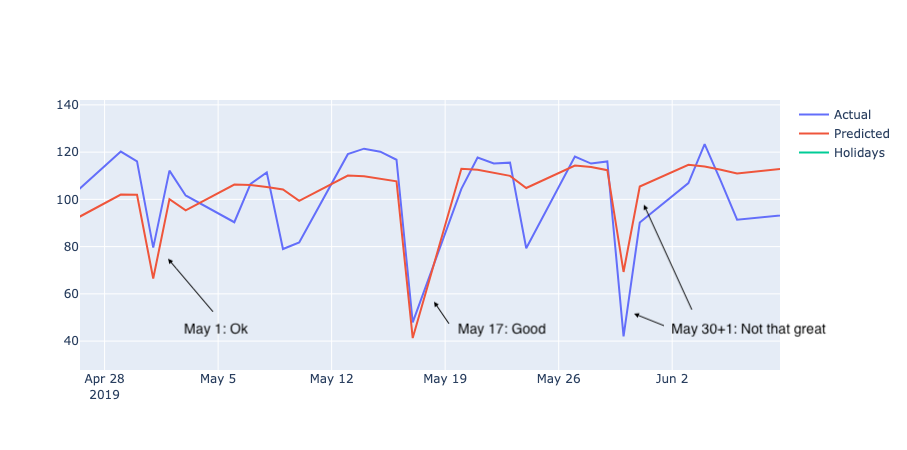 140
120
100
80
60
40
Apr 28
2019
May 5
May 12
May 19
May 26
Jun 2
Actual
Predicted
Holidays
May 1: Ok
May 17: Good
May 30+1: Not that great